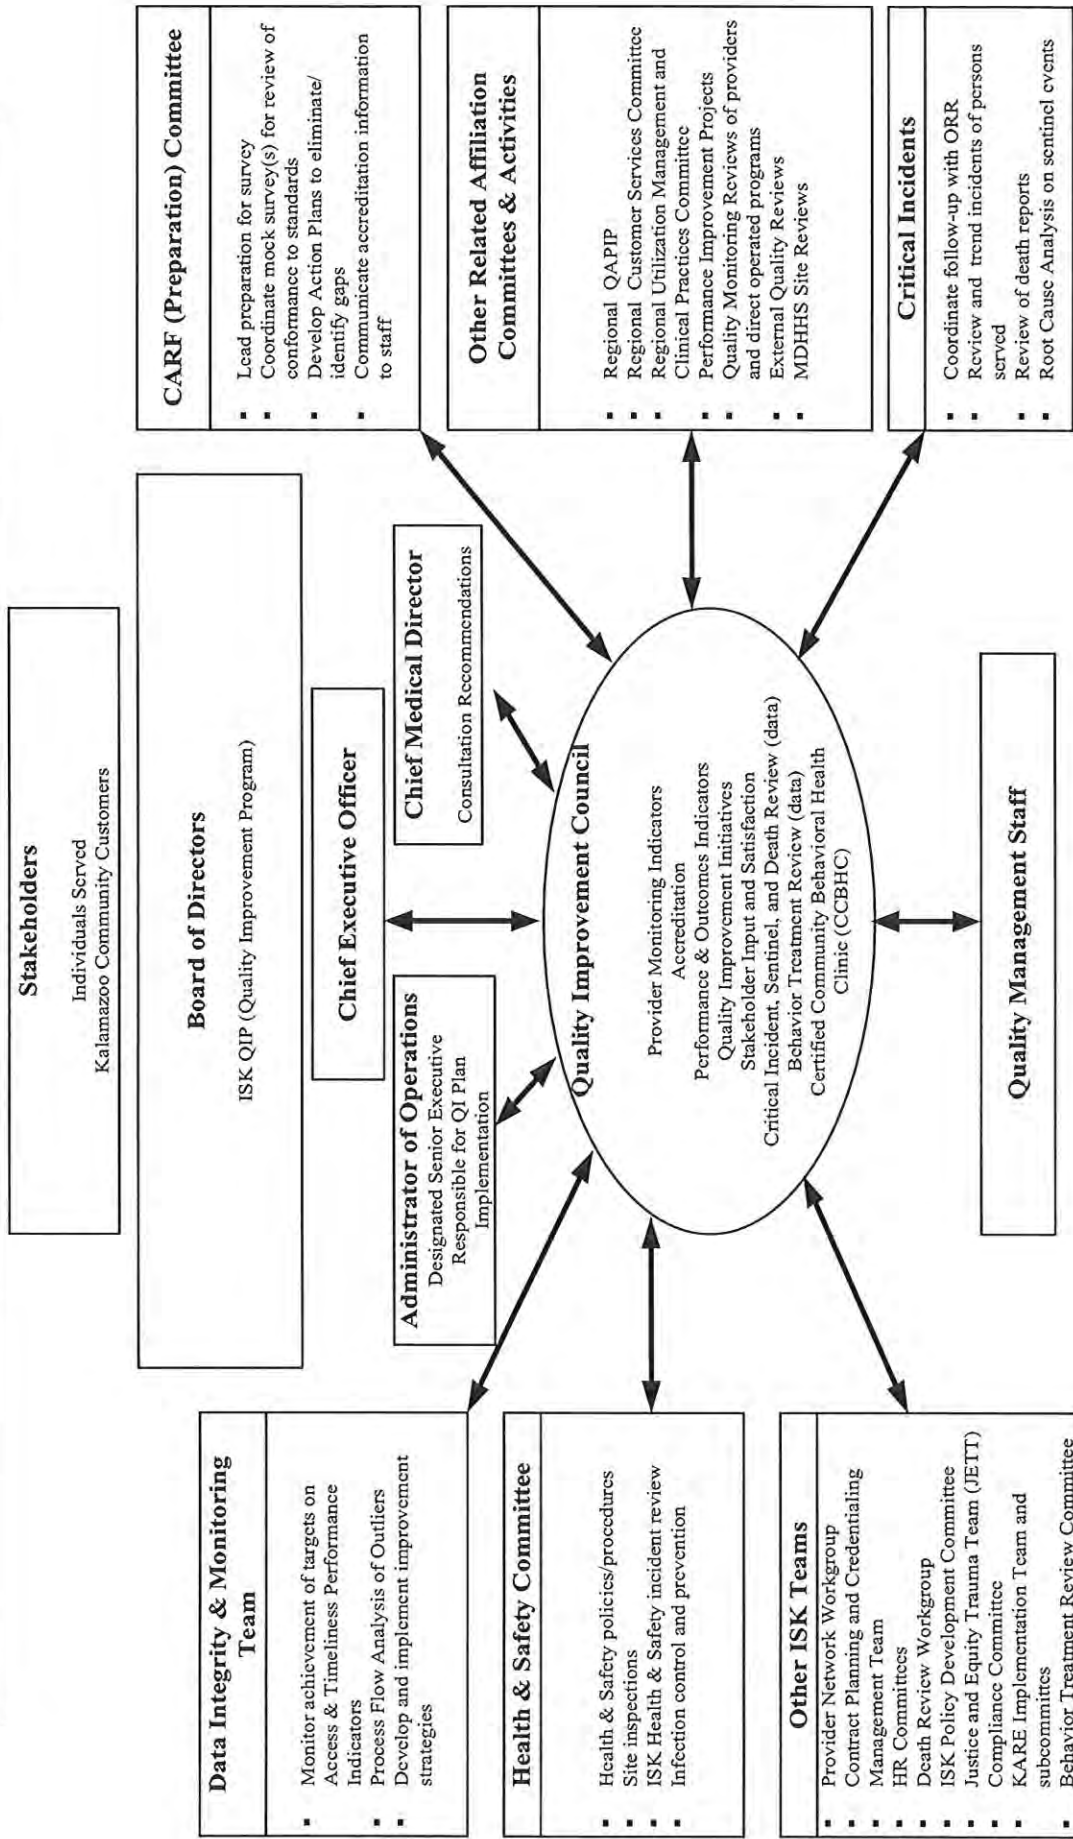 Stakeholders
Individuals Served
Kalamazoo Community Customers
Board of Directors
ISK QIP (Quality Improvement Program)
Chief Executive Officer
Administrator of Operations
Designated Senior Executive
Responsible for QI Plan
Implementation
Chief Medical Director
Consultation Recommendations
Data Integrity & Monitoring
Team
▪ Monitor achievement of targets on
Access & Timeliness Performance
Indicators
▪ Process Flow Analysis of Outliers
▪ Develop and implement improvement
strategies
Health & Safety Committee
▪ Health & Safety policies/procedures
▪ Site inspections
▪ ISK Health & Safety incident review
▪ Infection control and prevention
Other ISK Teams
▪ Provider Network Workgroup
▪ Contract Planning and Credentialing
Management Team
▪ HR Committees
▪ Death Review Workgroup
▪ ISK Policy Development Committee
▪ Justice and Equity Trauma Team (JETT)
▪ Compliance Committee
▪ KARE Implementation Team and
subcommittees
▪ Behavior Treatment Review Committee
Quality Improvement Council
Provider Monitoring Indicators
Accreditation
Performance & Outcomes Indicators
Quality Improvement Initiatives
Stakeholder Input and Satisfaction
Critical Incident, Sentinel, and Death Review (data)
Behavior Treatment Review (data)
Certified Community Behavioral Health
Clinic (CCBHC)
Quality Management Staff
CARF (Preparation) Committee
▪ Lead preparation for survey
▪ Coordinate mock survey(s) for review of
conformance to standards
▪ Develop Action Plans to eliminate/
identify gaps
▪ Communicate accreditation information
to staff
Other Related Affiliation
Committees & Activities
▪ Regional QAPIP
▪ Regional Customer Services Committee
▪ Regional Utilization Management and
Clinical Practices Committee
▪ Performance Improvement Projects
▪ Quality Monitoring Reviews of providers
and direct operated programs
▪ External Quality Reviews
▪ MDHHS Site Reviews
Critical Incidents
▪ Coordinate follow-up with ORR
▪ Review and trend incidents of persons
served
▪ Review of death reports
▪ Root Cause Analysis on sentinel events